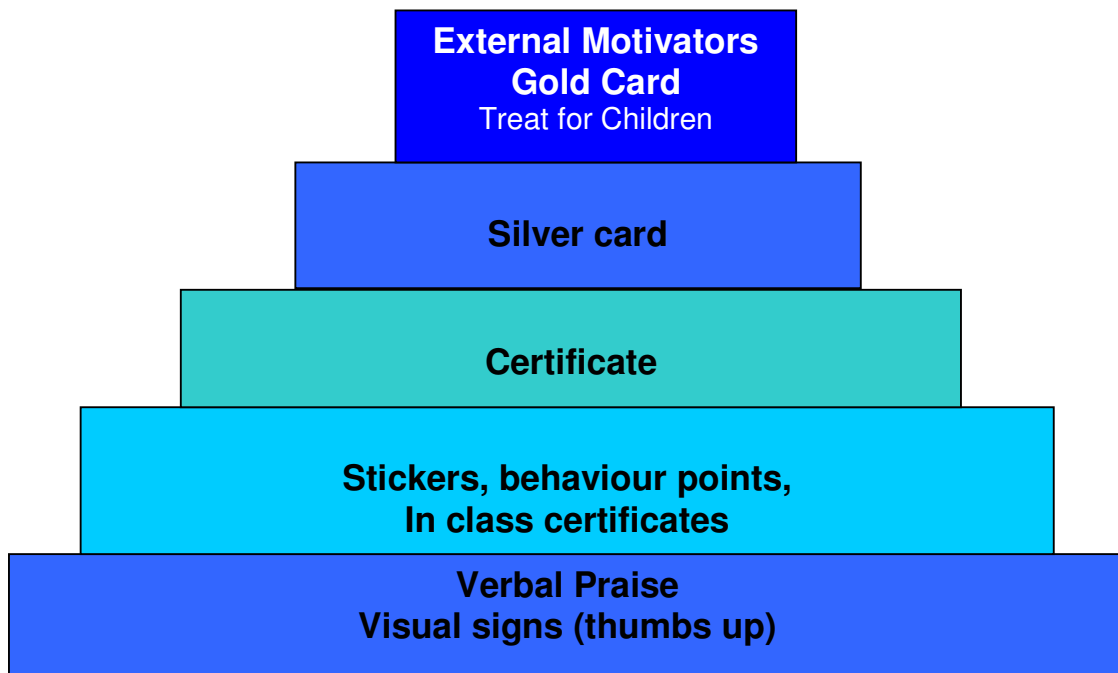 External Motivators
Gold Card
Treat for Children
Silver card
Certificate
Stickers, behaviour points,
In class certificates
Verbal Praise
Visual signs (thumbs up)